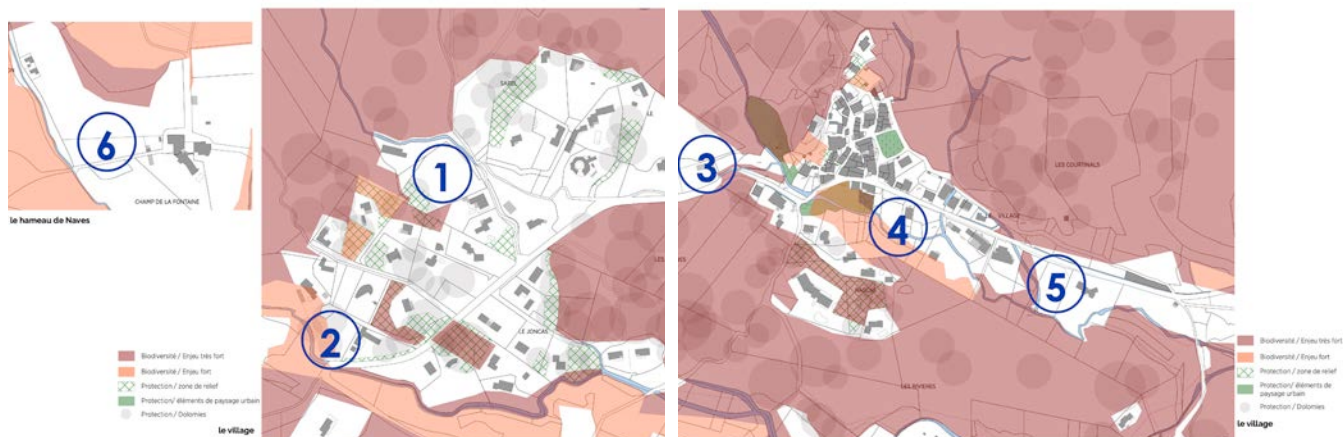 6
CHAMP DE LA FONTAINE
le hameau de Naves
SABEL
LE
1
2
LE JONCAS
Biodiversité / Enjeu très fort
Biodiversité / Enjeu fort
Protection / zone de relief
Protection/ éléments de paysage urbain
Protection / Dolomies
le village
3
4
5
LES COURTINALS
LE VILLAGE
LES RIVIERES
Biodiversité / Enjeu très fort
Biodiversité / Enjeu fort
Protection / zone de relief
Protection/ éléments de
paysage urbain
Protection / Dolomies
le village